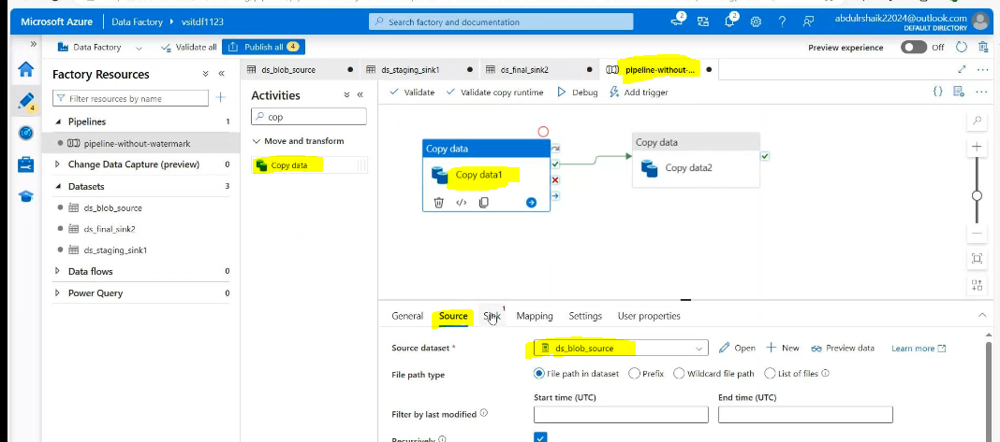 Microsoft Azure
Data Factory
vsitdf1123
Search factory and documentation
2
2
abdulrshaik22024@outlook.com
DEFAULT DIRECTORY
Data Factory
Validate all
Publish all
4
Preview experience
Off
4
Factory Resources
Filter resources by name
Pipelines
1
pipeline-without-watermark
Change Data Capture (preview)
0
Datasets
3
ds_blob_source
ds_final_sink2
ds_staging_sink1
Data flows
0
Power Query
0
ds_blob_source
ds_staging_sink1
ds_final_sink2
pipeline-without-...
Activities
cop
Move and transform
Copy data
Validate
Validate copy runtime
Debug
Add trigger
Copy data
Copy data1
Copy data
Copy data2
General
Source
Sink
1
Mapping
Settings
User properties
Source dataset *
ds_blob_source
Open
New
Preview data
Learn more
File path type
File path in dataset
Prefix
Wildcard file path
List of files
Start time (UTC)
End time (UTC)
Filter by last modified
Recursively